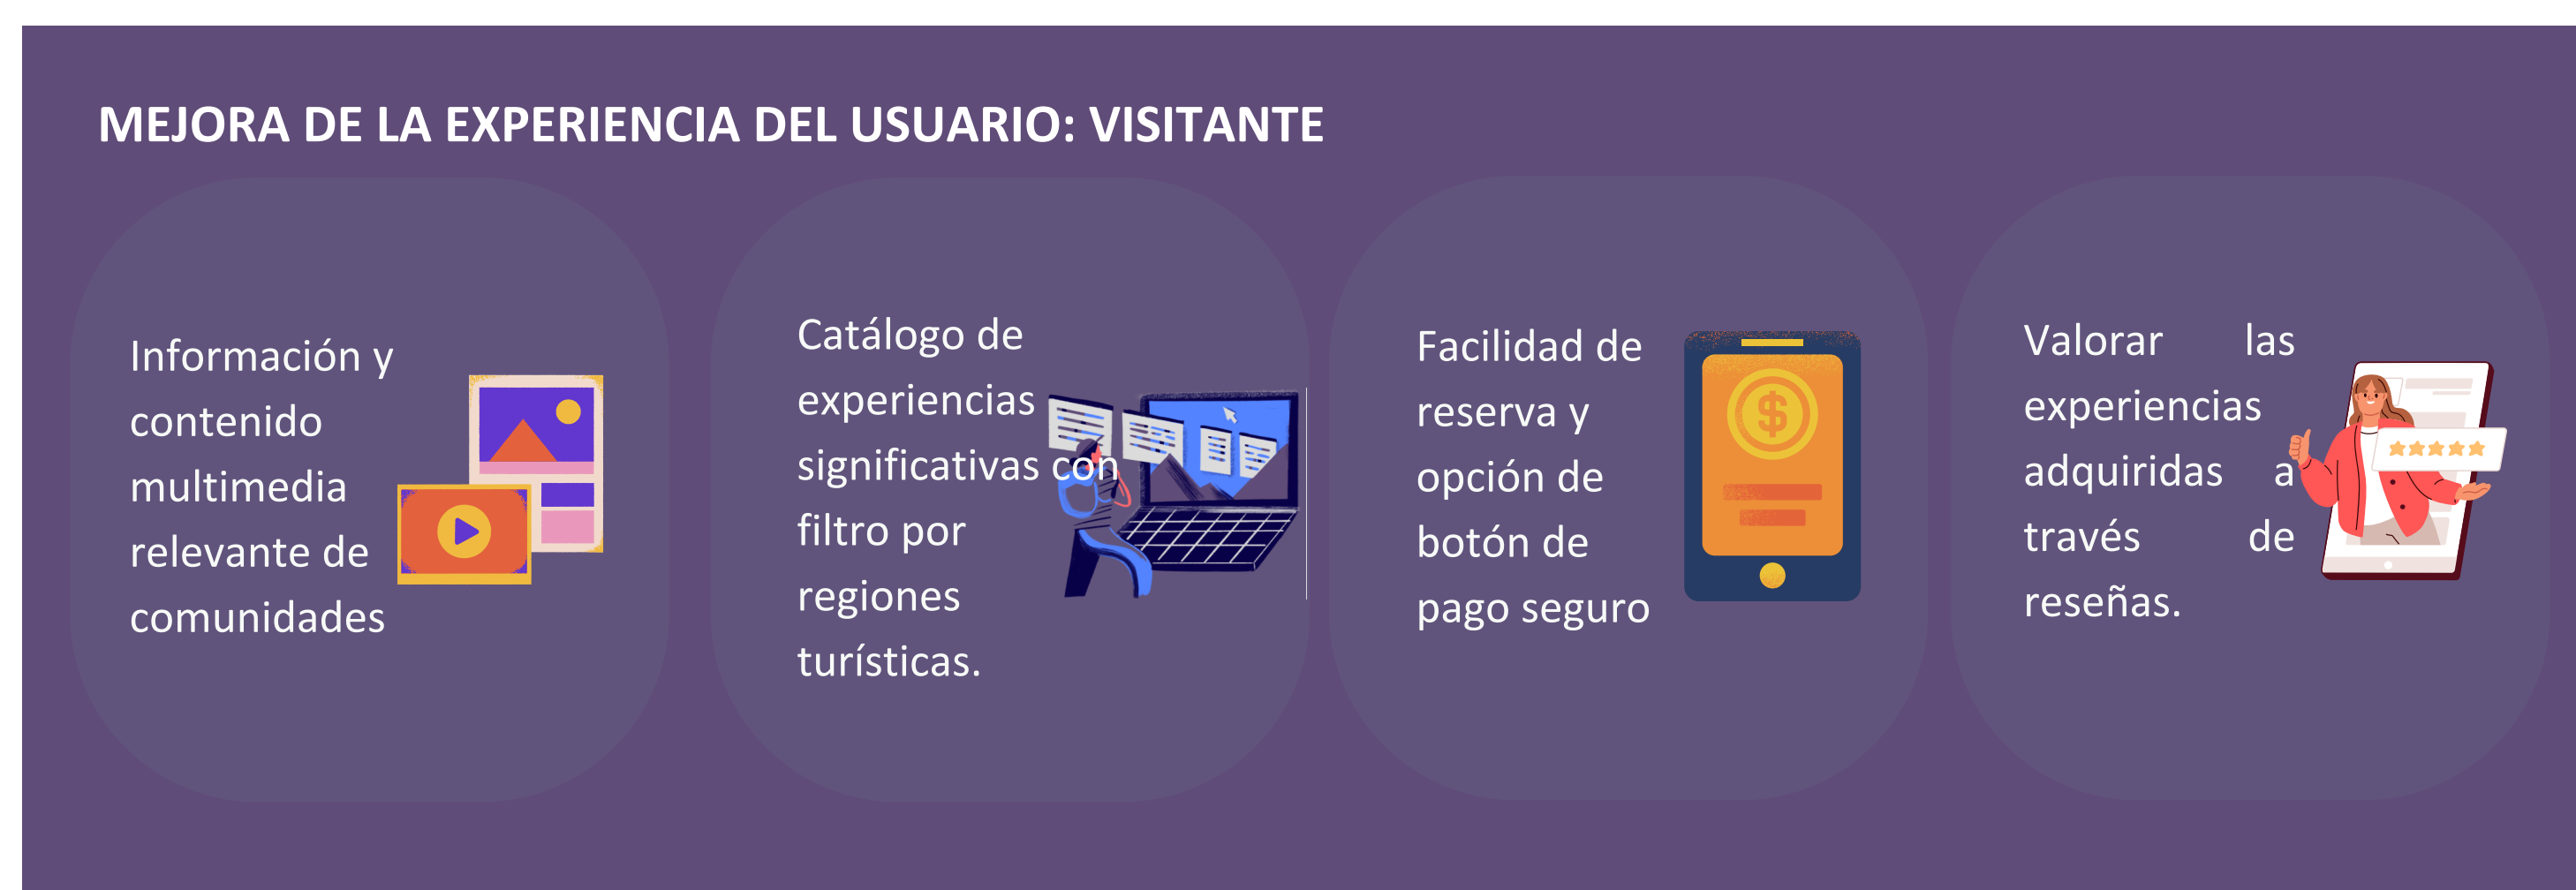 MEJORA DE LA EXPERIENCIA DEL USUARIO: VISITANTE
Información y
contenido
multimedia
relevante de
comunidades
Catálogo de
experiencias
significativas con
filtro por
regiones
turísticas.
Facilidad de
reserva y
opción de
botón de
pago seguro
$
Valorar las
experiencias
adquiridas a
través de
reseñas.